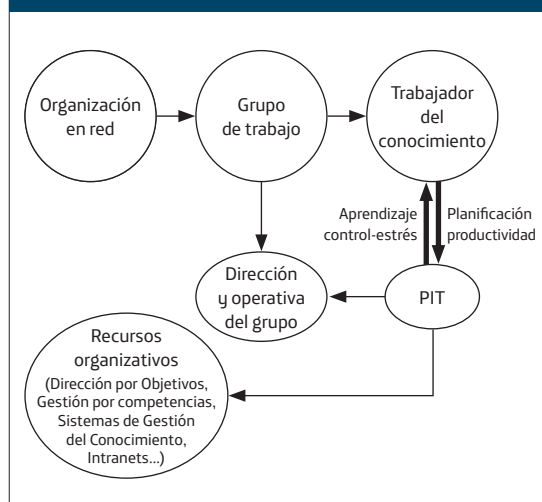 Organización
en red
Grupo
de trabajo
Trabajador
del
conocimiento
Aprendizaje
control-estrés
Planificación
productividad
Dirección
y operativa
del grupo
PIT
Recursos
organizativos
(Dirección por Objetivos,
Gestión por competencias,
Sistemas de Gestión
del Conocimiento,
Intranets...)